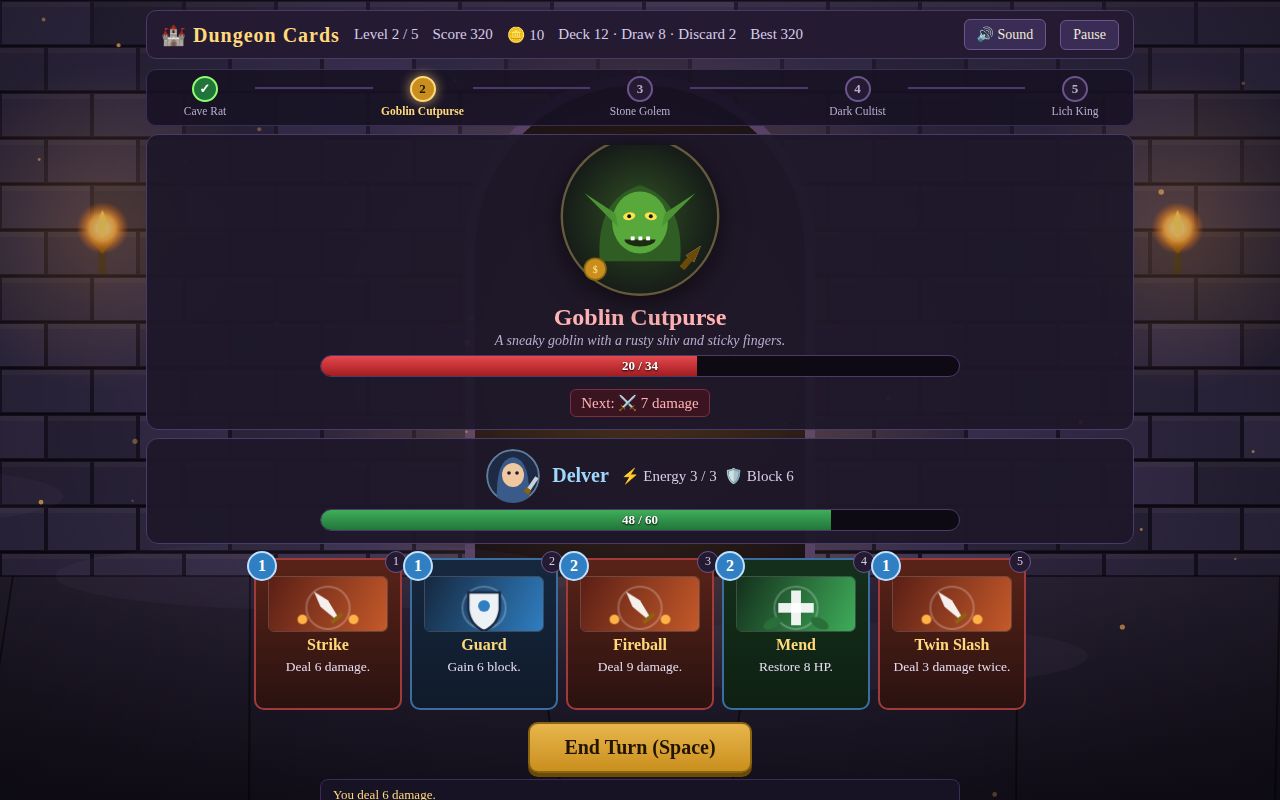 🏰 Dungeon Cards Level 2 / 5 Score 320 🪙 10 Deck 12 · Draw 8 · Discard 2 Best 320 🔊 Sound Pause
✓ 2 3 4 5
Cave Rat Goblin Cutpurse Stone Golem Dark Cultist Lich King
$
Goblin Cutpurse
A sneaky goblin with a rusty shiv and sticky fingers.
20 / 34
Next: ⚔️ 7 damage
Delver ⚡ Energy 3 / 3 🛡️ Block 6
48 / 60
1 1 1 2 2 3 2 4 1 5
Strike Guard Fireball Mend Twin Slash
Deal 6 damage. Gain 6 block. Deal 9 damage. Restore 8 HP. Deal 3 damage twice.
End Turn (Space)
You deal 6 damage.